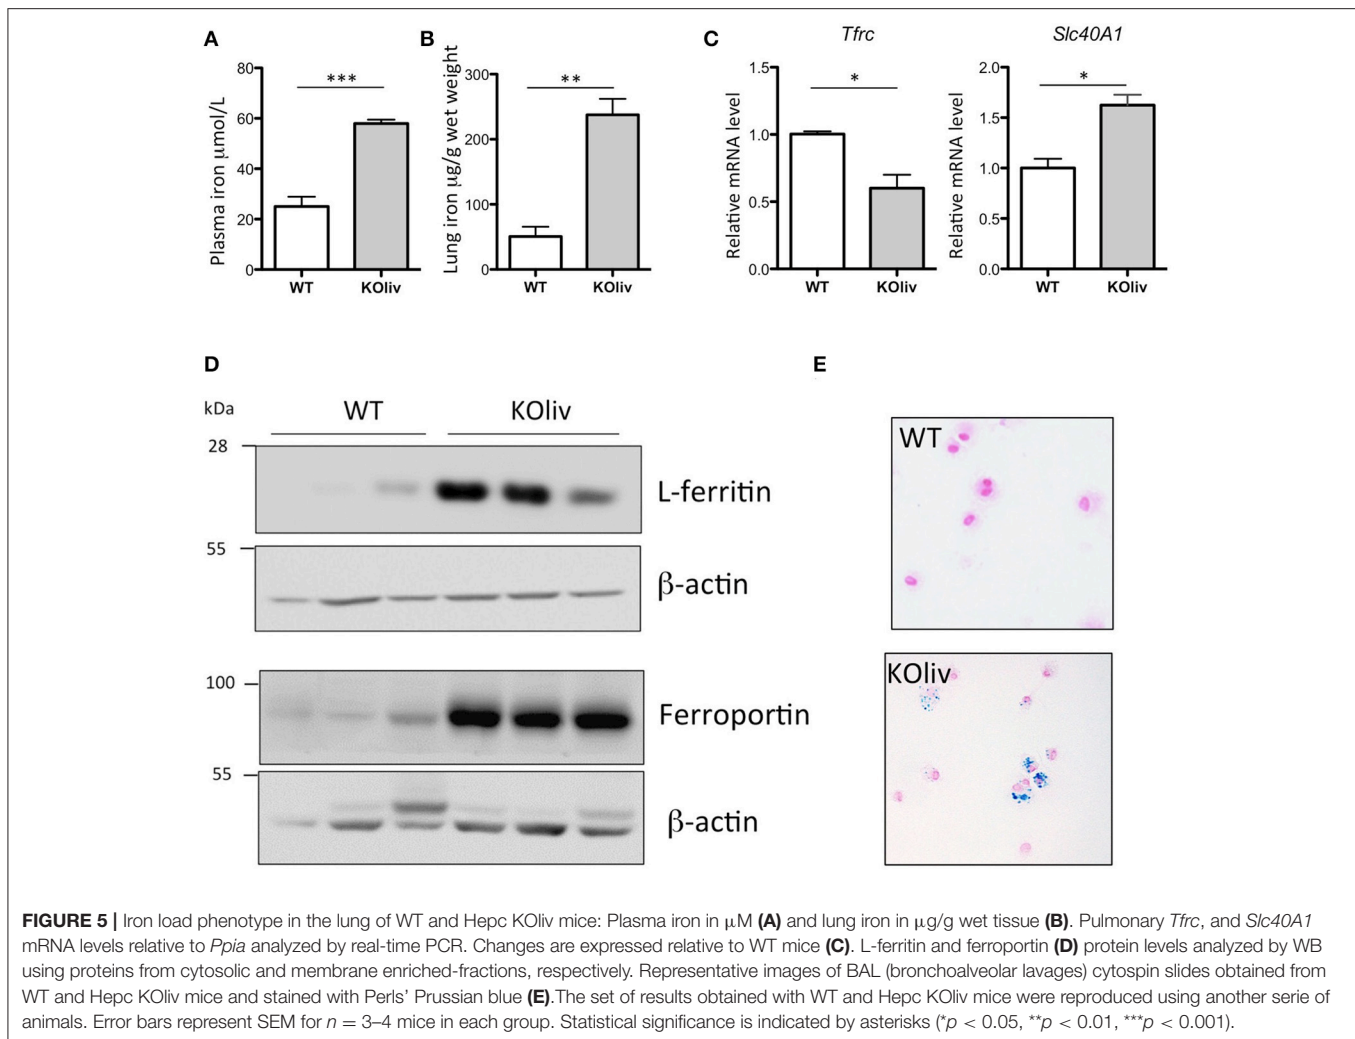 A
Plasma iron μmol/L
80
60
40
20
0
***
WT
KOliv
B
Lung iron μg/g wet weight
300
200
100
0
**
WT
KOliv
C
Tfrc
Relative mRNA level
1.5
1.0
0.5
0.0
*
WT
KOliv
Slc40A1
Relative mRNA level
2.0
1.5
1.0
0.5
0.0
*
WT
KOliv
D
kDa
WT
KOliv
28
L-ferritin
55
β-actin
100
Ferroportin
55
β-actin
E
WT
KOliv
FIGURE 5 | Iron load phenotype in the lung of WT and Hepc KOliv mice: Plasma iron in μM (A) and lung iron in μg/g wet tissue (B). Pulmonary Tfrc, and Slc40A1
mRNA levels relative to Ppia analyzed by real-time PCR. Changes are expressed relative to WT mice (C). L-ferritin and ferroportin (D) protein levels analyzed by WB
using proteins from cytosolic and membrane enriched-fractions, respectively. Representative images of BAL (bronchoalveolar lavages) cytospin slides obtained from
WT and Hepc KOliv mice and stained with Perls' Prussian blue (E).The set of results obtained with WT and Hepc KOliv mice were reproduced using another serie of
animals. Error bars represent SEM for n = 3–4 mice in each group. Statistical significance is indicated by asterisks (*p < 0.05, **p < 0.01, ***p < 0.001).